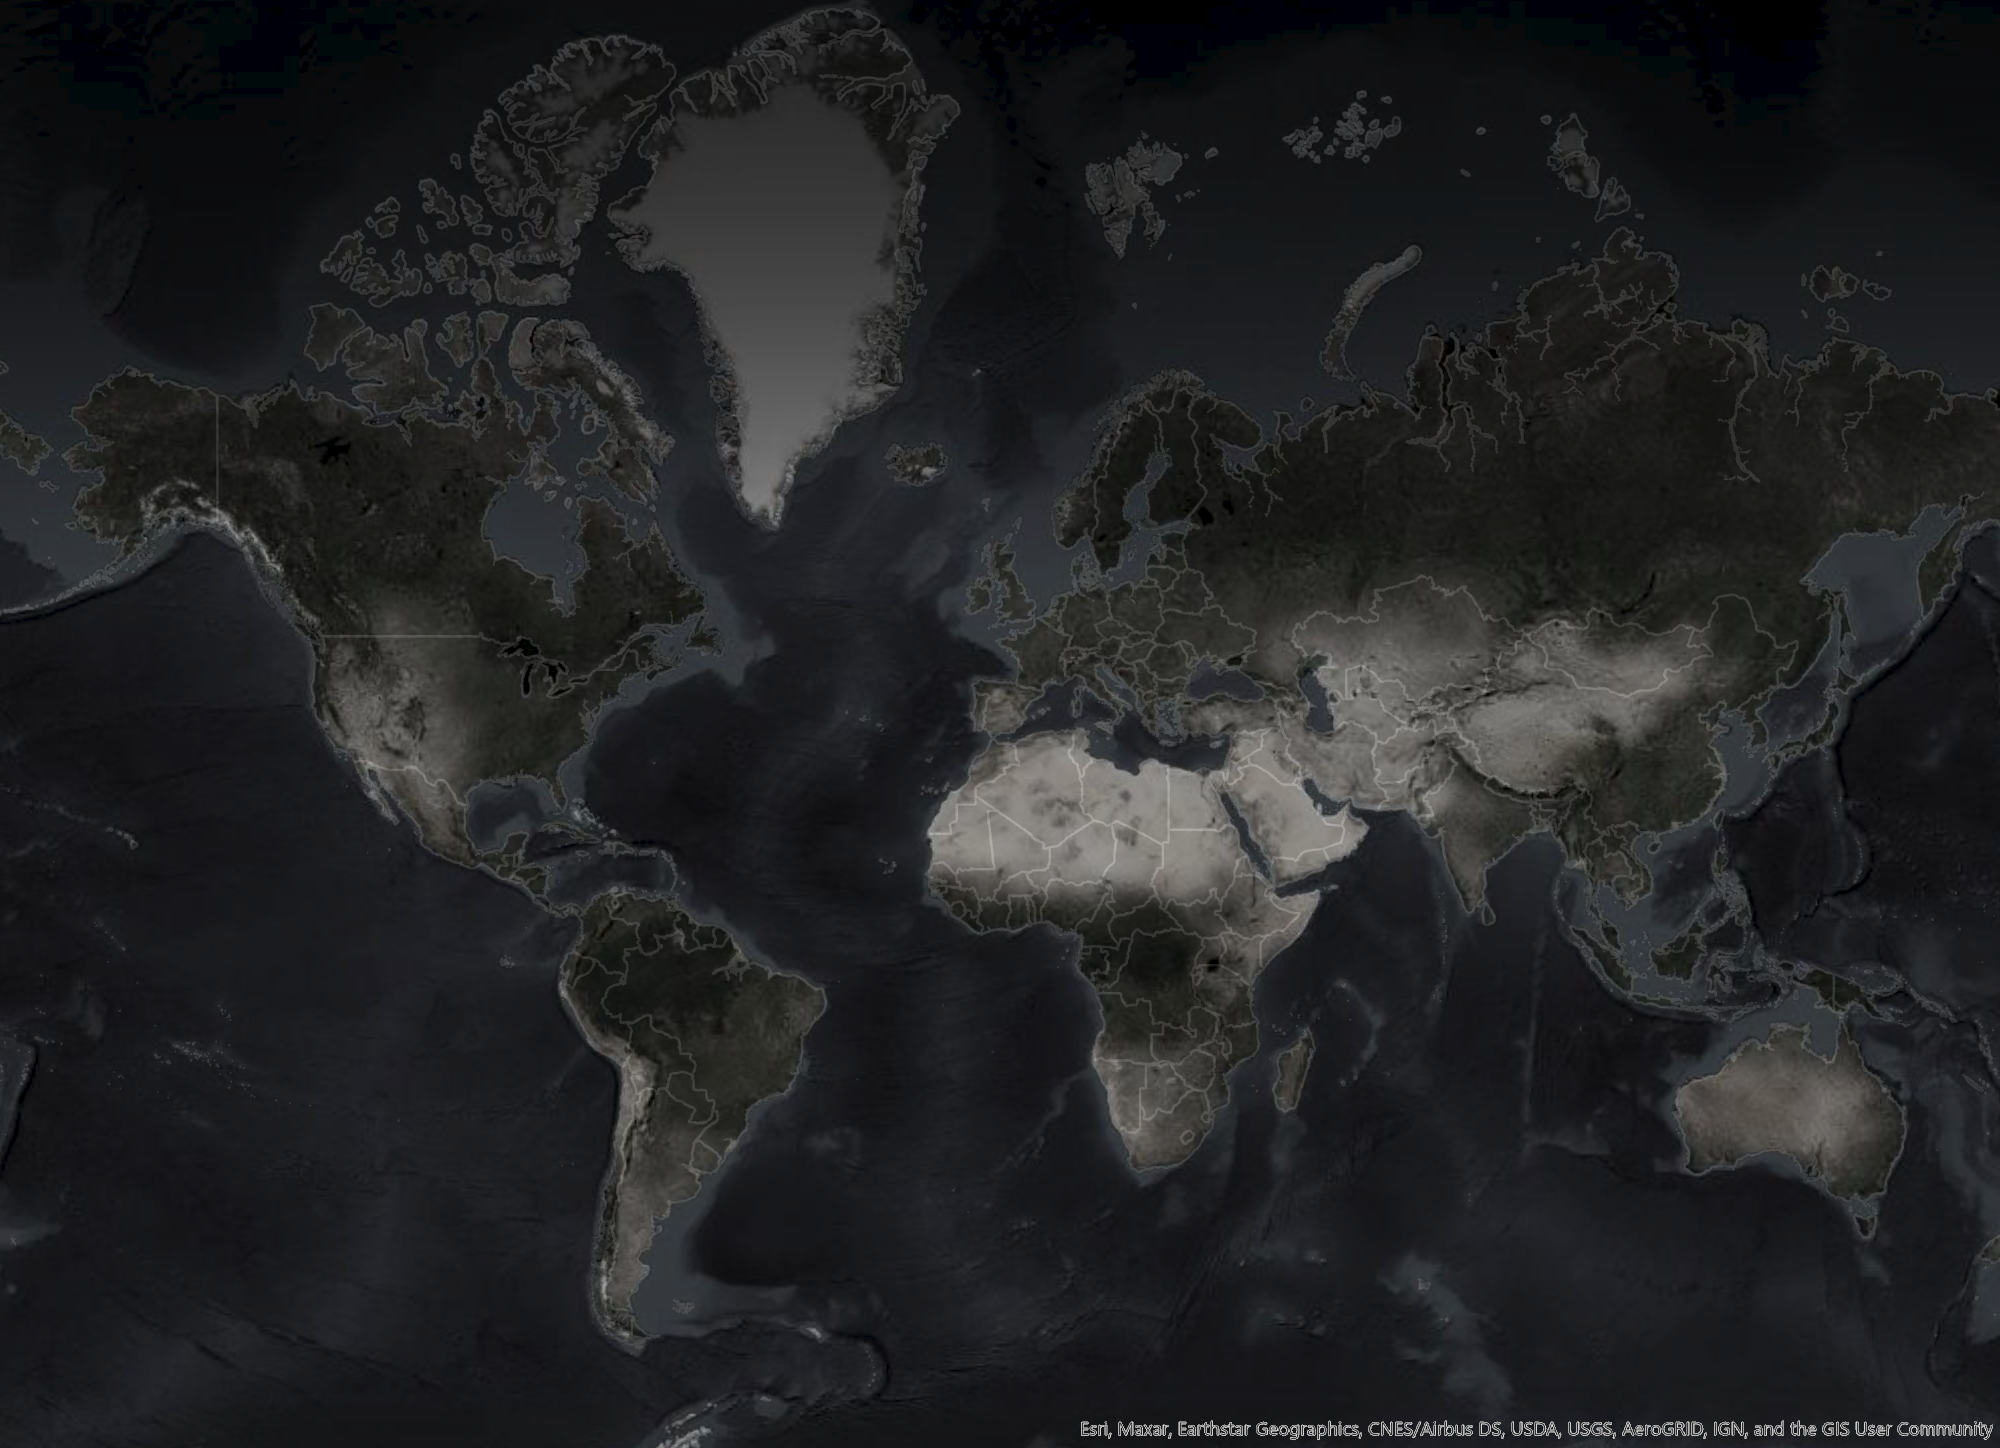 Esri, Maxar, Earthstar Geographics, CNES/Airbus DS, USDA, USGS, AeroGRID, IGN, and the GIS User Community